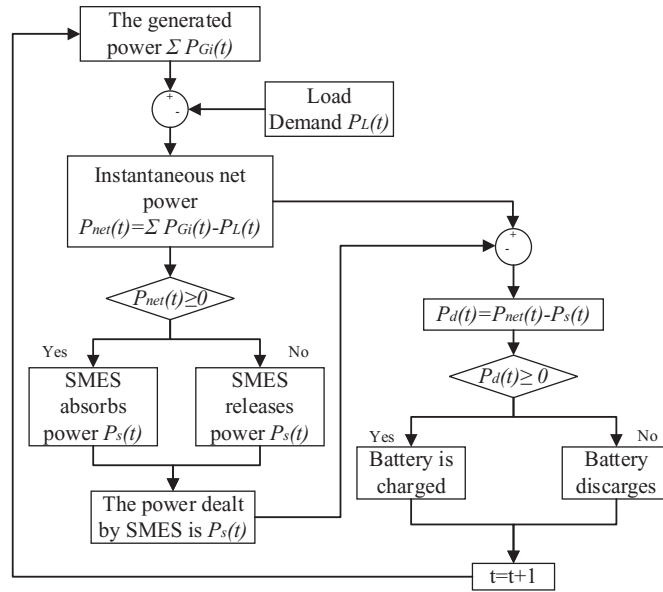 The generated
power Σ PGi(t)
+
-
Load
Demand PL(t)
Instantaneous net
power
Pnet(t)=Σ PGi(t)-PL(t)
+
-
Pnet(t)≥0
Pd(t)=Pnet(t)-Ps(t)
Yes
No
Pd(t)≥ 0
SMES
absorbs
power Ps(t)
SMES
releases
power Ps(t)
Yes
No
Battery is
charged
Battery
discarges
The power dealt
by SMES is Ps(t)
t=t+1